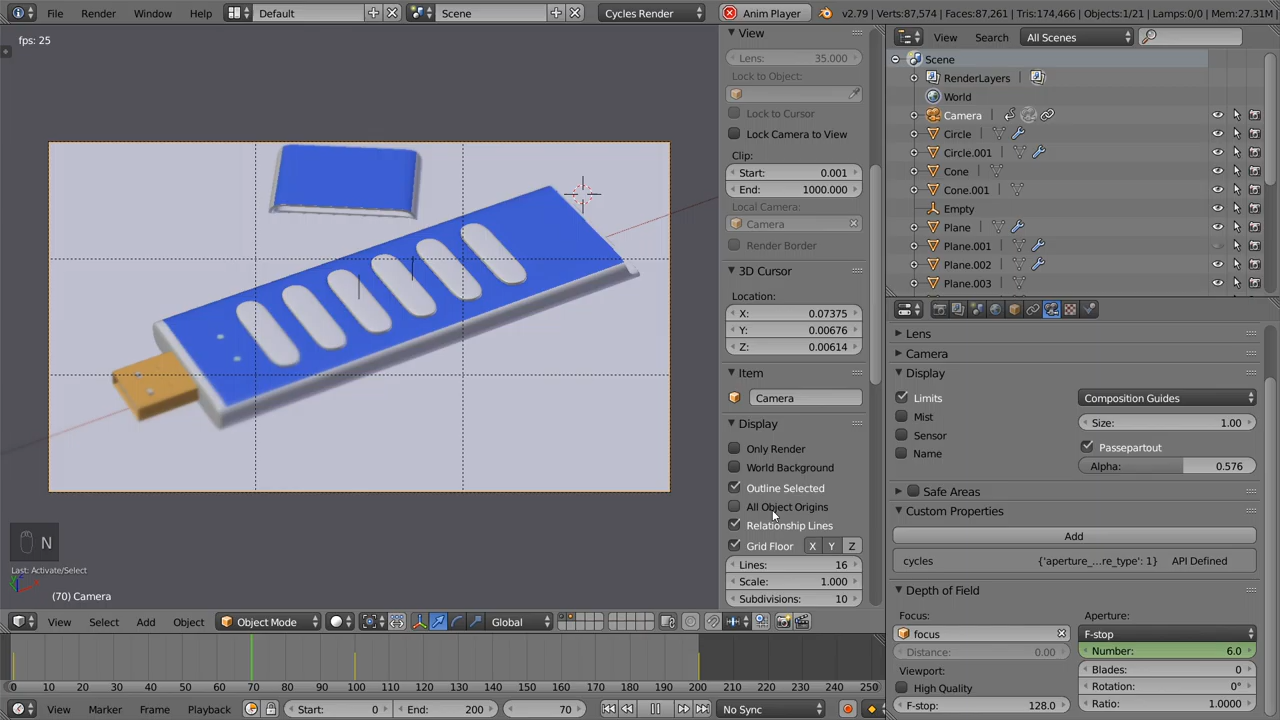 File Render Window Help Default Scene Cycles Render Anim Player v2.79 | Verts:87,574 | Faces:87,261 | Tris:174,466 | Objects:1/21 | Lamps:0/0 | Mem:27.31M
fps: 25
View
Lens: 35.000
Lock to Object:
Lock to Cursor
Lock Camera to View
Clip:
Start: 0.001
End: 1000.000
Local Camera:
Camera
Render Border
3D Cursor
Location:
X: 0.07375
Y: 0.00676
Z: 0.00614
Item
Camera
Display
Only Render
World Background
Outline Selected
All Object Origins
Relationship Lines
Grid Floor X Y Z
Lines: 16
Scale: 1.000
Subdivisions: 10
View Search All Scenes
Scene
RenderLayers
World
Camera
Circle
Circle.001
Cone
Cone.001
Empty
Plane
Plane.001
Plane.002
Plane.003
Lens
Camera
Display
Limits Composition Guides
Mist Size: 1.00
Sensor Passepartout
Name Alpha: 0.576
Safe Areas
Custom Properties
Add
cycles {'aperture_...re_type': 1} API Defined
Depth of Field
Focus: Aperture:
focus F-stop
Distance: 0.00 Number: 6.0
Viewport: Blades: 0
High Quality Rotation: 0°
F-stop: 128.0 Ratio: 1.0000
N
Last: Activate/Select
(70) Camera
View Select Add Object Object Mode Global
0 10 20 30 40 50 60 70 80 90 100 110 120 130 140 150 160 170 180 190 200 210 220 230 240 250
View Marker Frame Playback Start: 0 End: 200 70 No Sync